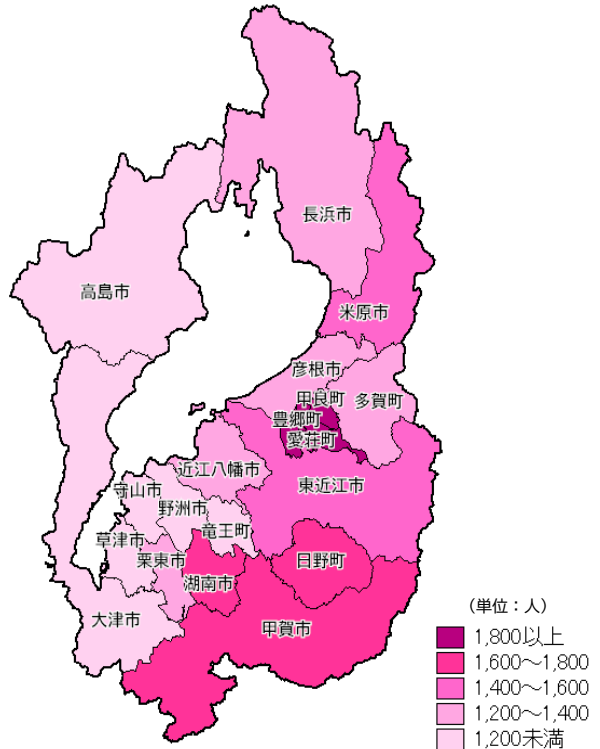 長浜市
高島市
米原市
彦根市
甲良町
多賀町
豊郷町
愛荘町
近江八幡市
東近江市
守山市
野洲市
竜王町
草津市
栗東市
日野町
湖南市
大津市
甲賀市
(単位：人)
1,800以上
1,600～1,800
1,400～1,600
1,200～1,400
1,200未満